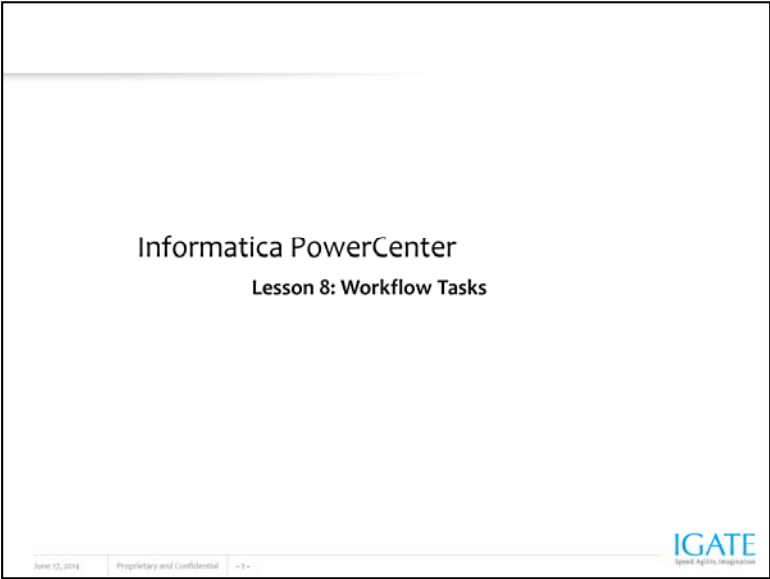 Informatica PowerCenter
Lesson 8: Workflow Tasks
June 17, 2014 Proprietary and Confidential - 1 -
IGATE
Speed.Agility.Imagination